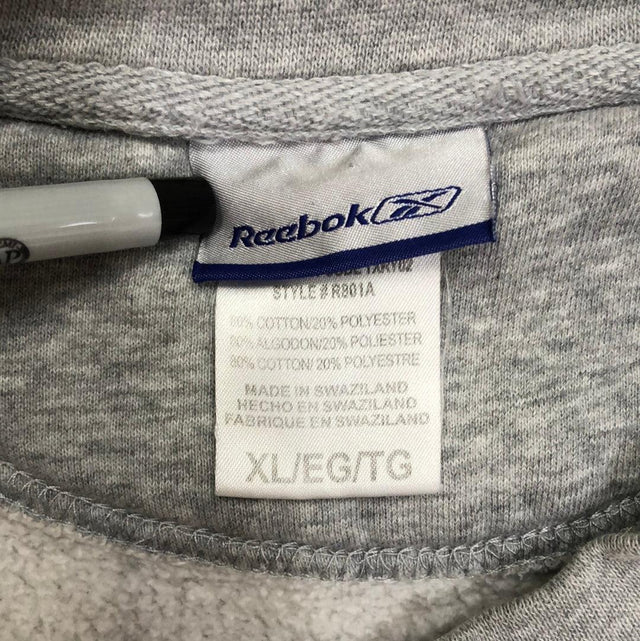 Reebok
STYLE # R801A
80% COTTON/20% POLYESTER
80% ALGODON/20% POLIESTER
80% COTTON/ 20% POLYESTRE
MADE IN SWAZILAND
HECHO EN SWAZILAND
FABRIQUE EN SWAZILAND
XL/EG/TG